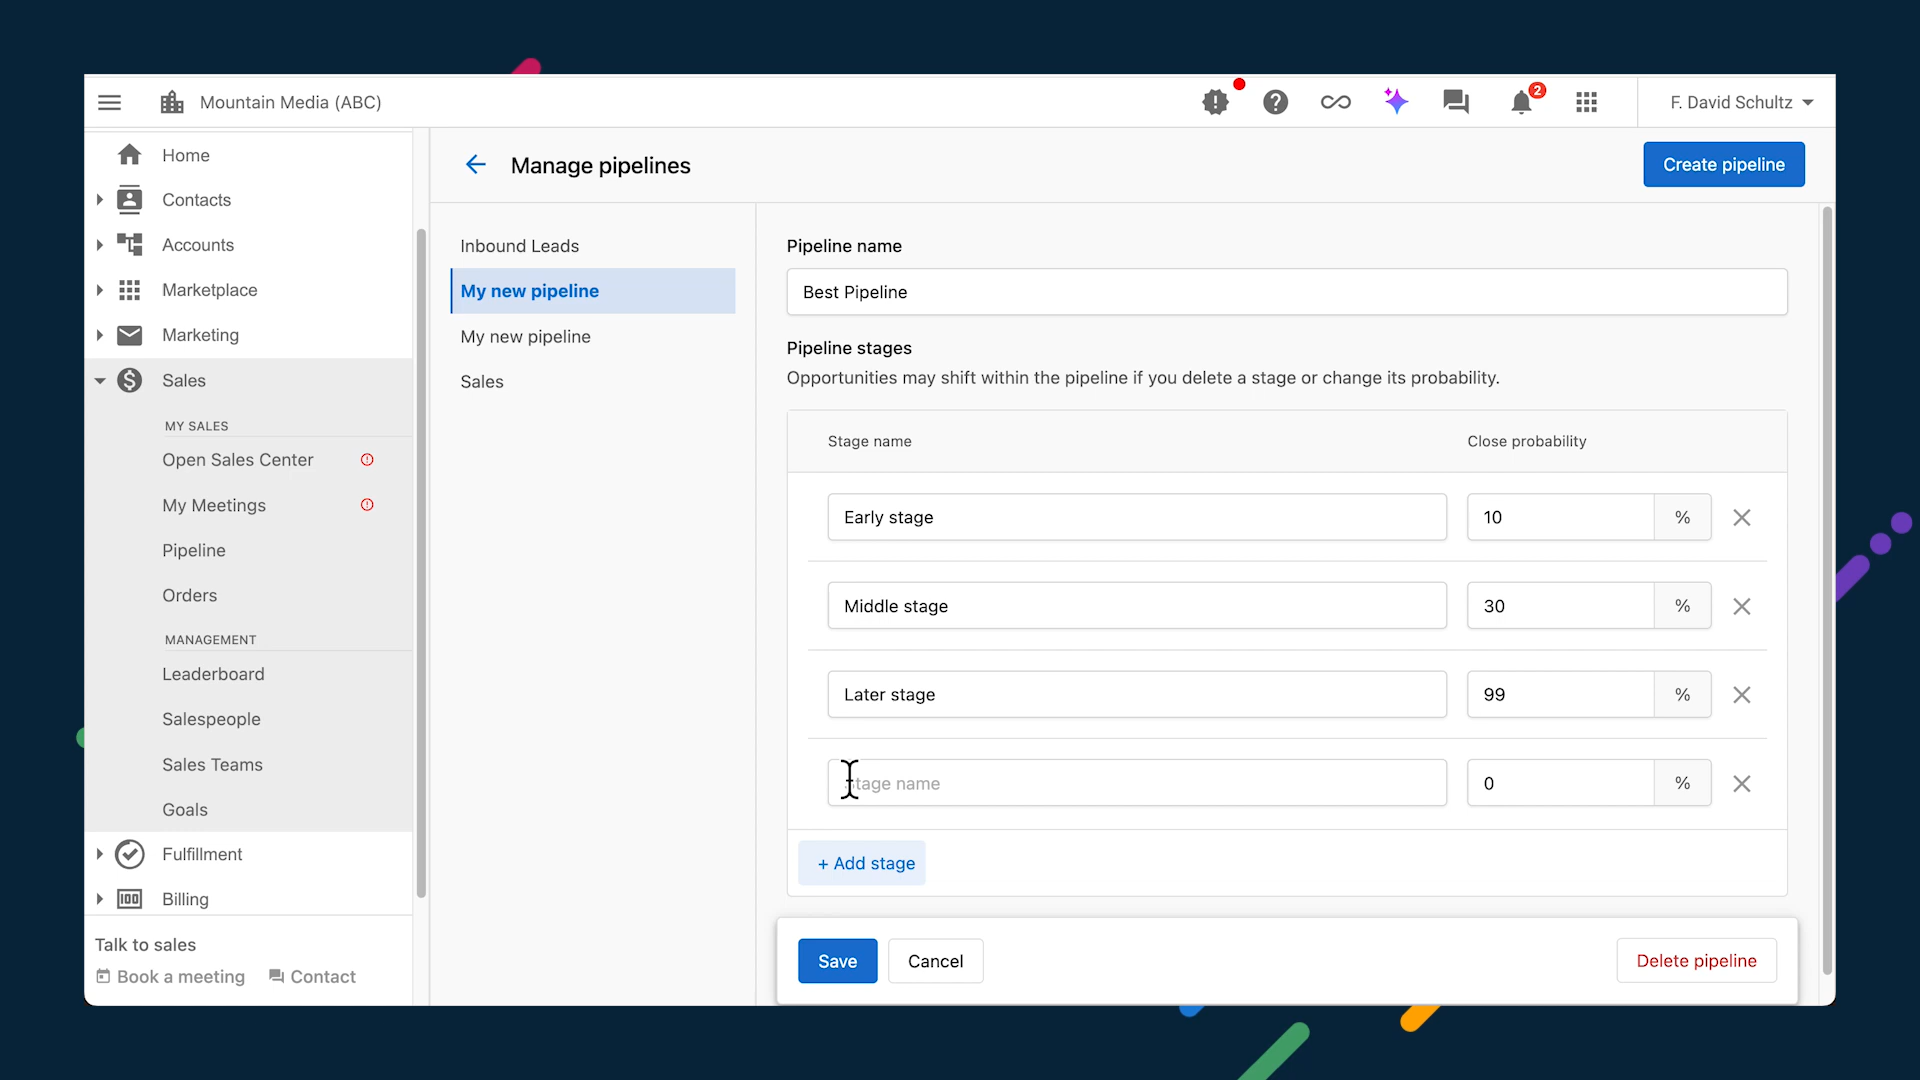 Mountain Media (ABC)
2
F. David Schultz
Home
Contacts
Accounts
Marketplace
Marketing
Sales
MY SALES
Open Sales Center
My Meetings
Pipeline
Orders
MANAGEMENT
Leaderboard
Salespeople
Sales Teams
Goals
Fulfillment
Billing
Talk to sales
Book a meeting
Contact
Manage pipelines
Create pipeline
Inbound Leads
My new pipeline
My new pipeline
Sales
Pipeline name
Best Pipeline
Pipeline stages
Opportunities may shift within the pipeline if you delete a stage or change its probability.
Stage name
Close probability
Early stage
10
%
Middle stage
30
%
Later stage
99
%
Stage name
0
%
+ Add stage
Save
Cancel
Delete pipeline